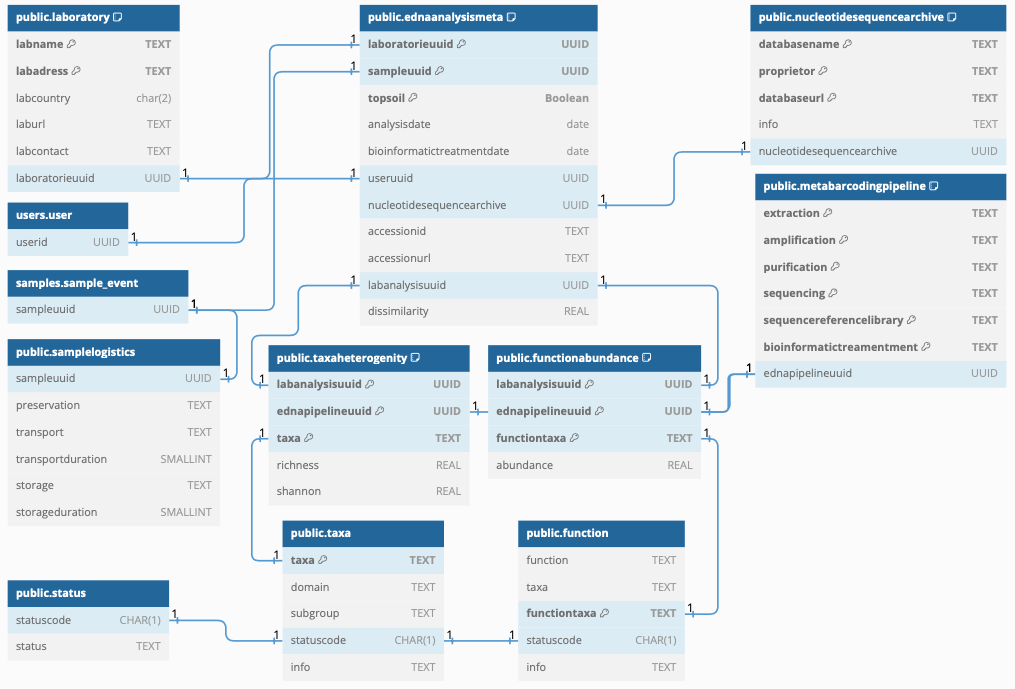 public.laboratory
labname TEXT
labadress TEXT
labcountry char(2)
laburl TEXT
labcontact TEXT
laboratorieuuid UUID
1
users.user
userid UUID
1
samples.sample_event
sampleuuid UUID
1
public.samplelogistics
sampleuuid UUID
1
preservation TEXT
transport TEXT
transportduration SMALLINT
storage TEXT
storageduration SMALLINT
public.status
statuscode CHAR(1)
1
status TEXT
public.ednaanalysismeta
1
laboratorieuuid UUID
1
sampleuuid UUID
topsoil Boolean
analysisdate date
bioinformatictreatmentdate date
1
useruuid UUID
nucleotidesequencearchive UUID
1
accessionid TEXT
accessionurl TEXT
1
labanalysisuuid UUID
1
dissimilarity REAL
public.taxaheterogenity
1
labanalysisuuid UUID
ednapipelineuuid UUID
1
1
taxa TEXT
richness REAL
shannon REAL
public.functionabundance
labanalysisuuid UUID
1
ednapipelineuuid UUID
1
functiontaxa TEXT
1
abundance REAL
public.taxa
1
taxa TEXT
domain TEXT
subgroup TEXT
1
statuscode CHAR(1)
1
info TEXT
public.function
function TEXT
taxa TEXT
functiontaxa TEXT
1
1
statuscode CHAR(1)
info TEXT
public.nucleotidesequencearchive
databasename TEXT
proprietor TEXT
databaseurl TEXT
info TEXT
1
nucleotidesequencearchive UUID
public.metabarcodingpipeline
extraction TEXT
amplification TEXT
purification TEXT
sequencing TEXT
sequencereferencelibrary TEXT
bioinformatictreamentment TEXT
1
ednapipelineuuid UUID